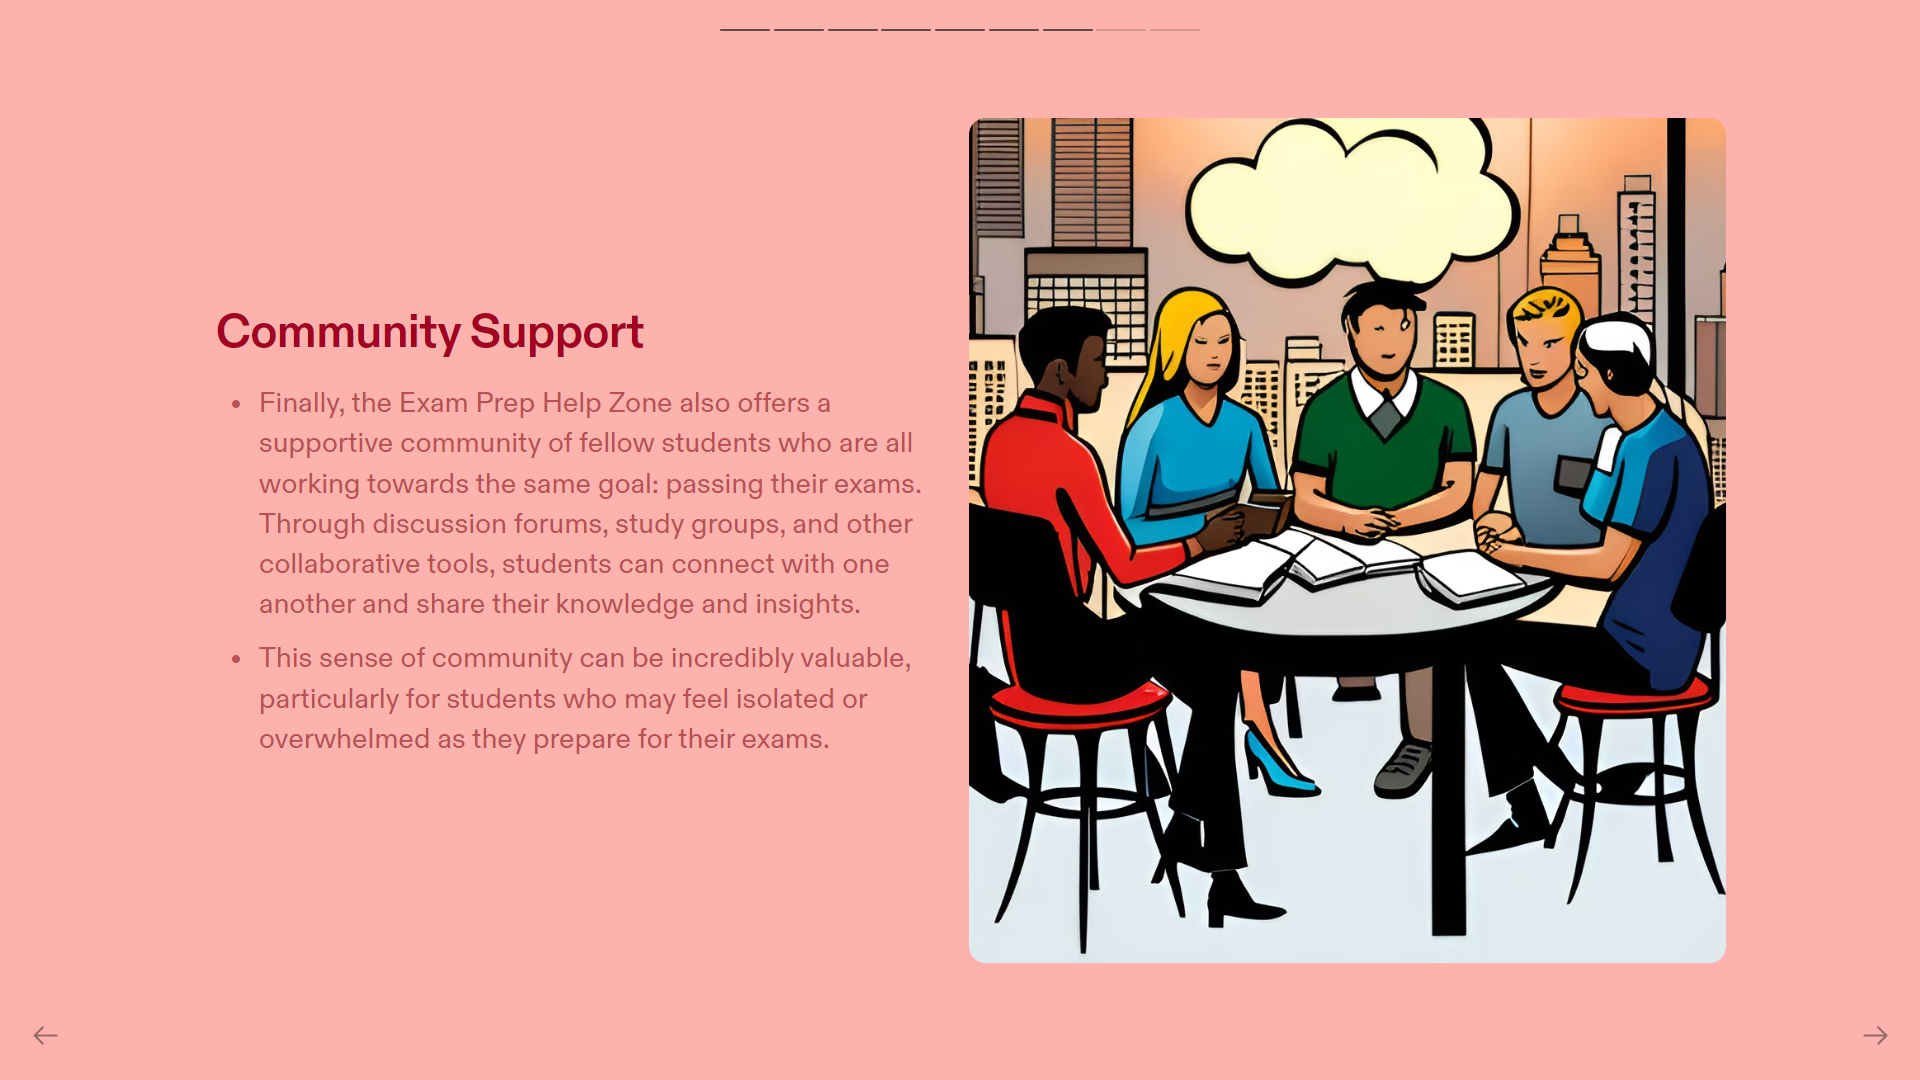 Community Support
• Finally, the Exam Prep Help Zone also offers a
supportive community of fellow students who are all
working towards the same goal: passing their exams.
Through discussion forums, study groups, and other
collaborative tools, students can connect with one
another and share their knowledge and insights.
• This sense of community can be incredibly valuable,
particularly for students who may feel isolated or
overwhelmed as they prepare for their exams.